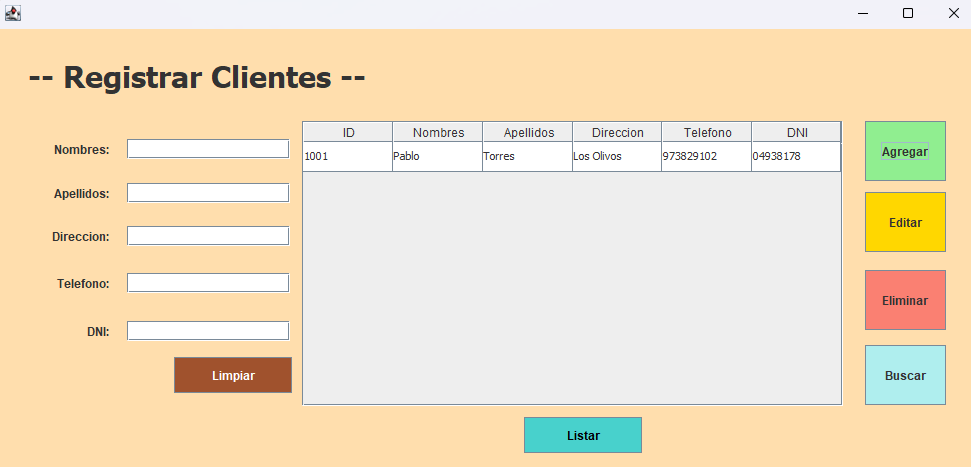 -- Registrar Clientes --
Nombres:
Apellidos:
Direccion:
Telefono:
DNI:
Limpiar
ID Nombres Apellidos Direccion Telefono DNI
1001 Pablo Torres Los Olivos 973829102 04938178
Listar
Agregar
Editar
Eliminar
Buscar